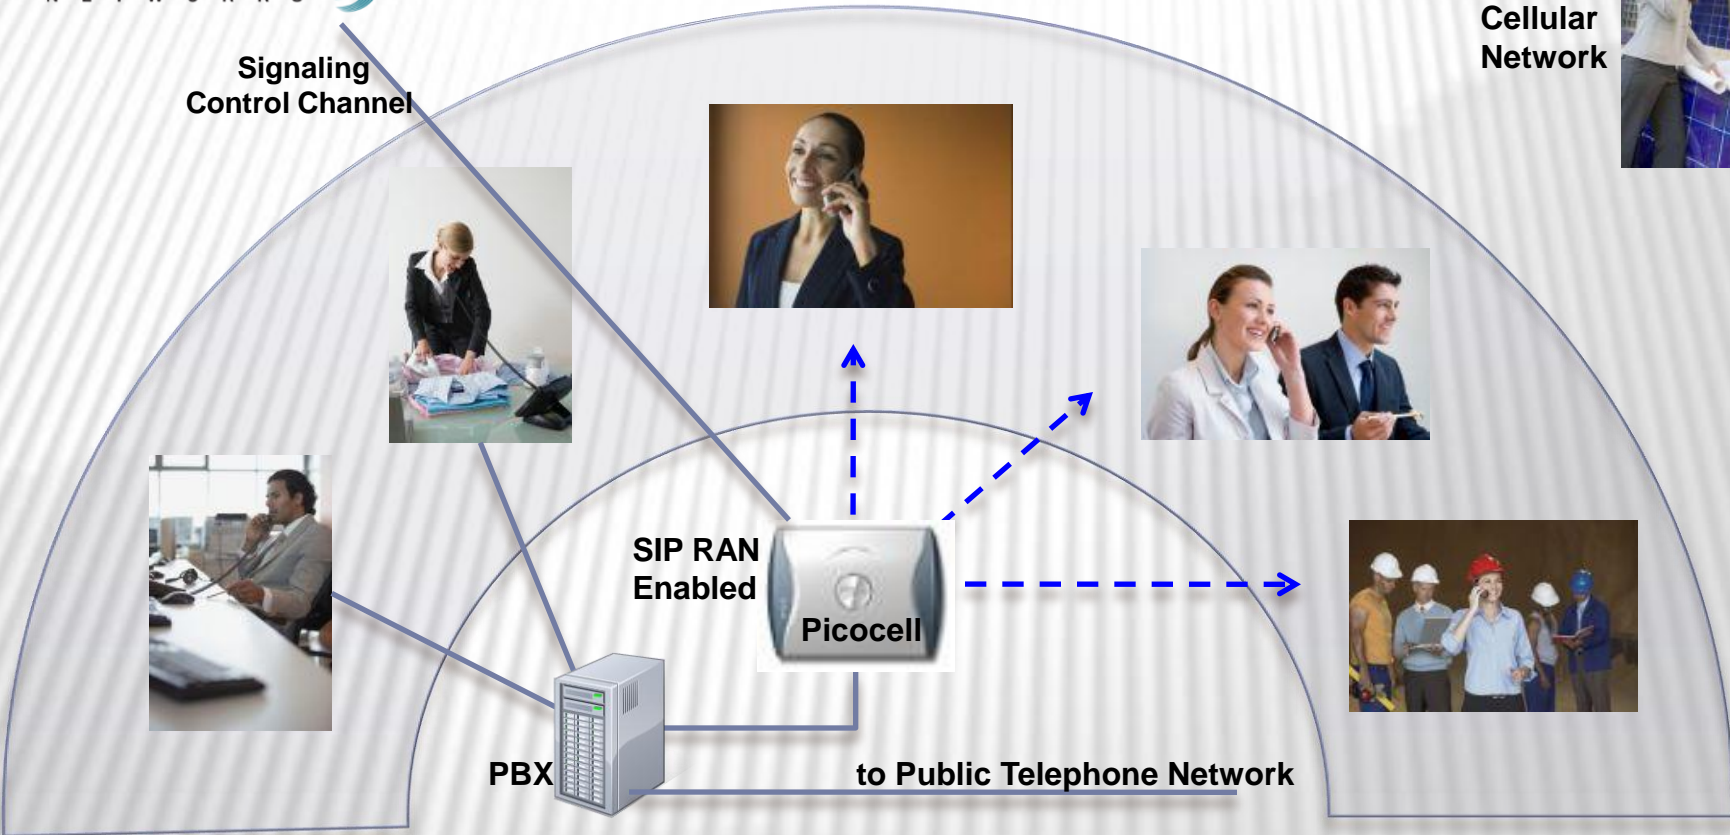 Cellular
Network
Signaling
Control Channel
SIP RAN
Enabled
Picocell
PBX
to Public Telephone Network